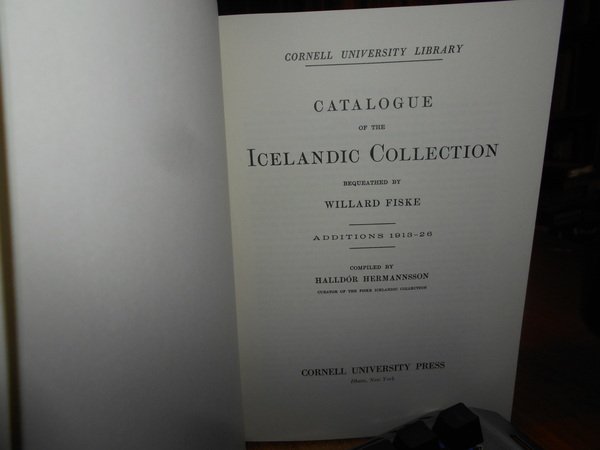 CORNELL UNIVERSITY LIBRARY
CATALOGUE
OF THE
ICELANDIC COLLECTION
BEQUEATHED BY
WILLARD FISKE
ADDITIONS 1913-26
COMPILED BY
HALLDÓR HERMANNSSON
CURATOR OF THE FISKE ICELANDIC COLLECTION
CORNELL UNIVERSITY PRESS
Ithaca, New York